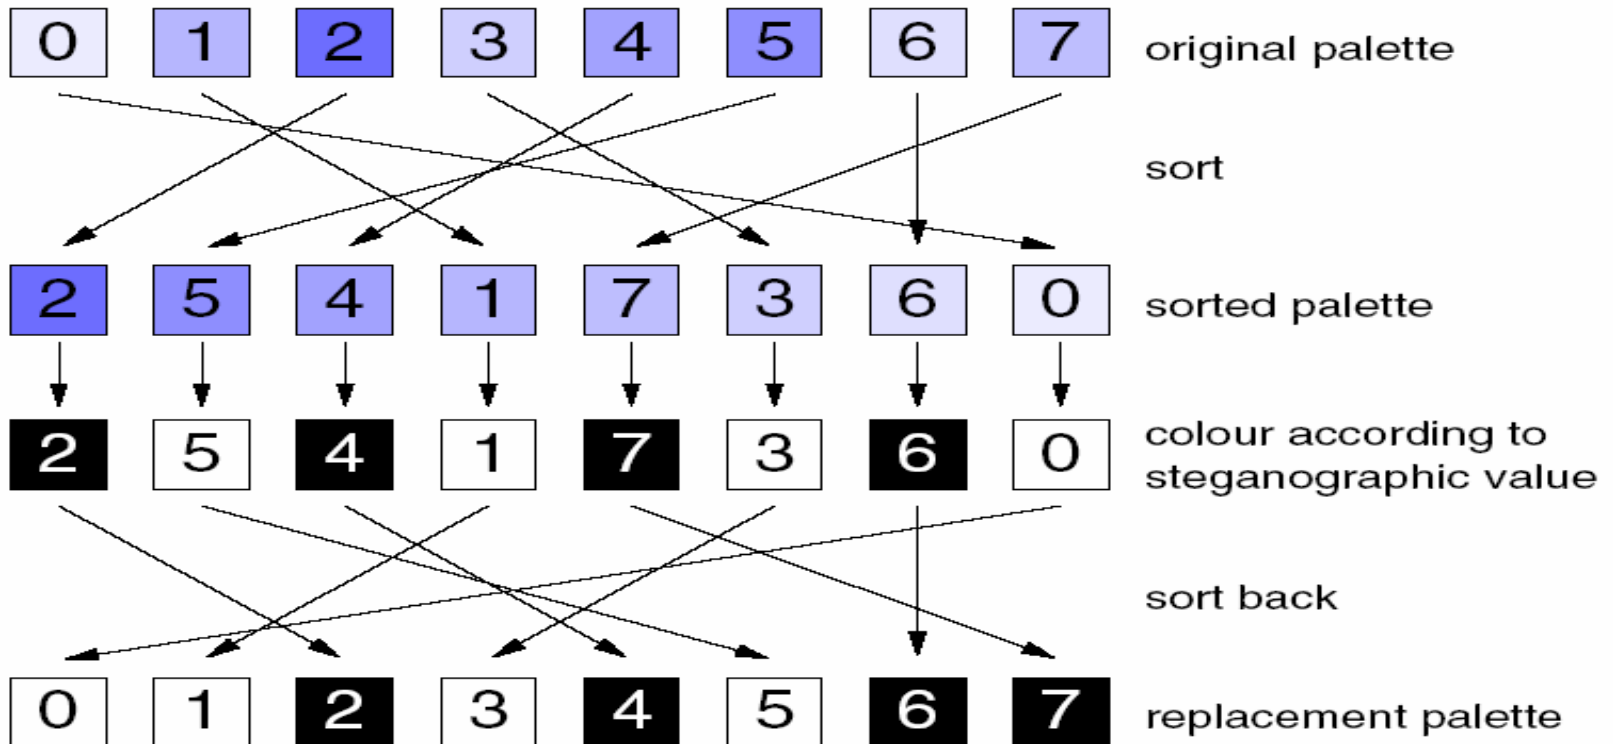 0 1 2 3 4 5 6 7 original palette
sort
2 5 4 1 7 3 6 0 sorted palette
2 5 4 1 7 3 6 0 colour according to
steganographic value
sort back
0 1 2 3 4 5 6 7 replacement palette